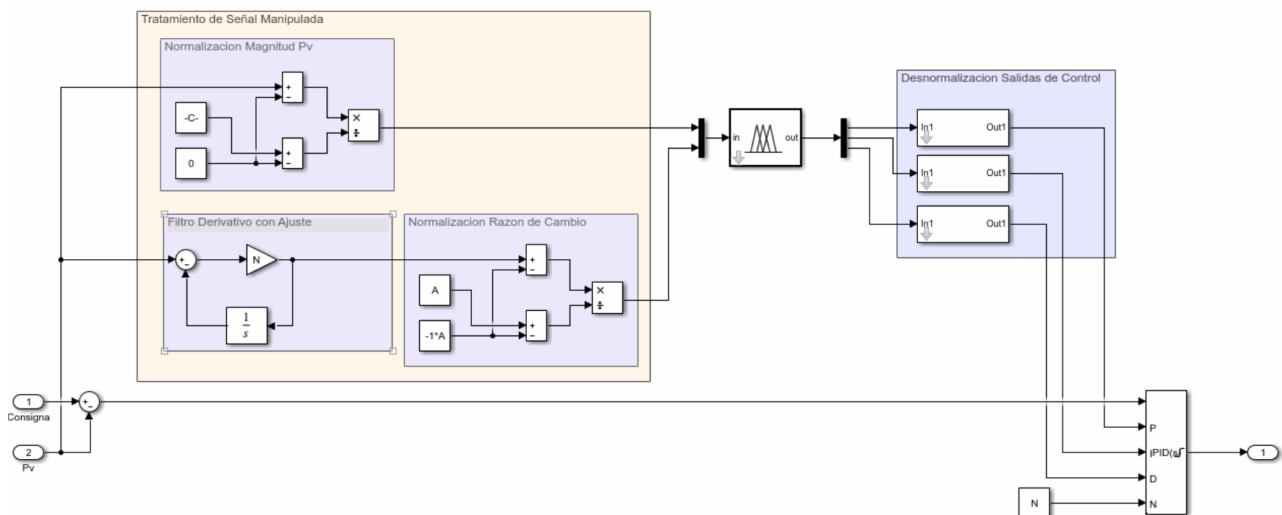 Tratamiento de Señal Manipulada
Normalizacion Magnitud Pv
+
−
-C-
+
−
0
×
÷
Filtro Derivativo con Ajuste
+
−
N
1
s
Normalizacion Razon de Cambio
+
−
A
+
−
-1*A
×
÷
in
out
Desnormalizacion Salidas de Control
In1
Out1
In1
Out1
In1
Out1
1
Consigna
+
−
2
Pv
P
I
PID(s)
D
N
N
1